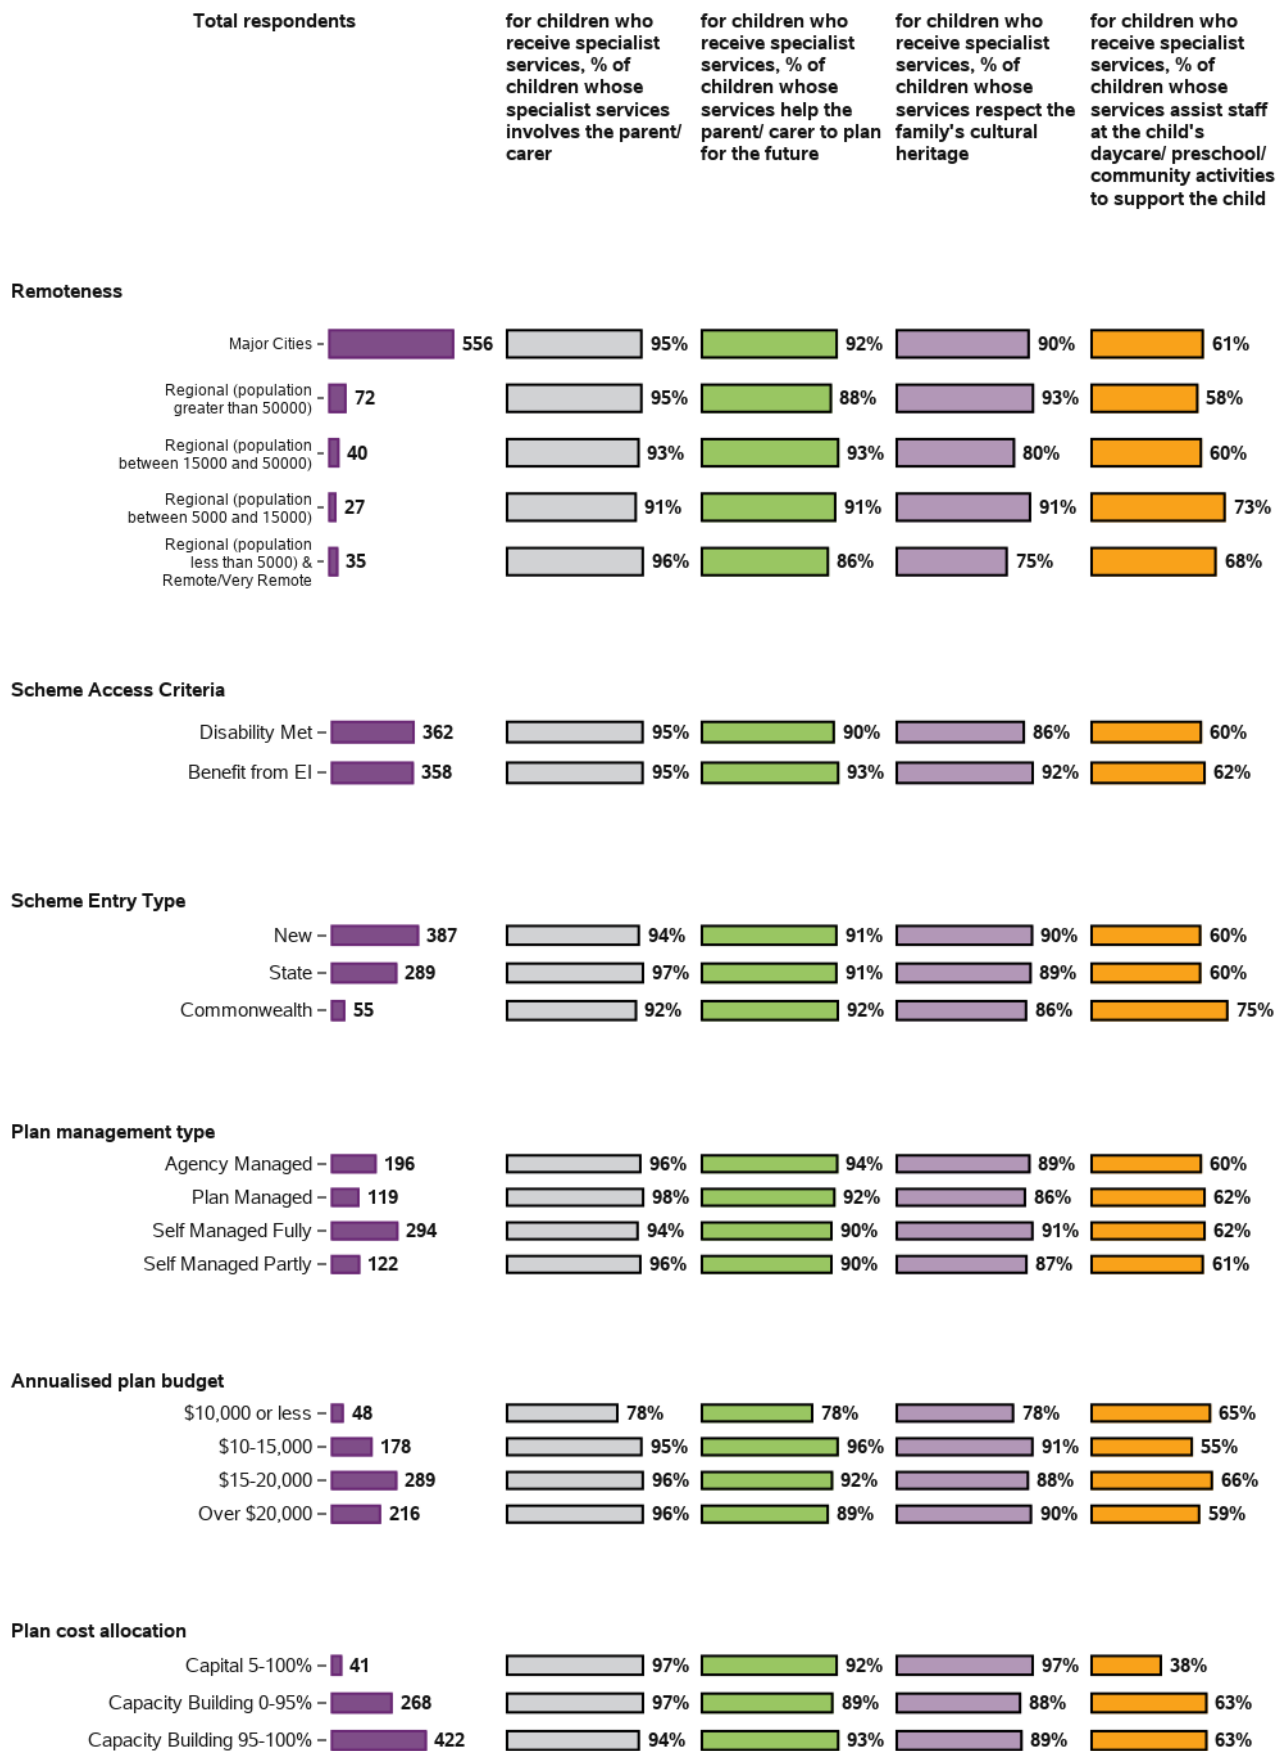 Total respondents
for children who receive specialist services, % of children whose specialist services involves the parent/ carer
for children who receive specialist services, % of children whose services help the parent/ carer to plan for the future
for children who receive specialist services, % of children whose services respect the family's cultural heritage
for children who receive specialist services, % of children whose services assist staff at the child's daycare/ preschool/ community activities to support the child
Remoteness
Major Cities 556 95% 92% 90% 61%
Regional (population greater than 50000) 72 95% 88% 93% 58%
Regional (population between 15000 and 50000) 40 93% 93% 80% 60%
Regional (population between 5000 and 15000) 27 91% 91% 91% 73%
Regional (population less than 5000) & Remote/Very Remote 35 96% 86% 75% 68%
Scheme Access Criteria
Disability Met 362 95% 90% 86% 60%
Benefit from EI 358 95% 93% 92% 62%
Scheme Entry Type
New 387 94% 91% 90% 60%
State 289 97% 91% 89% 60%
Commonwealth 55 92% 92% 86% 75%
Plan management type
Agency Managed 196 96% 94% 89% 60%
Plan Managed 119 98% 92% 86% 62%
Self Managed Fully 294 94% 90% 91% 62%
Self Managed Partly 122 96% 90% 87% 61%
Annualised plan budget
$10,000 or less 48 78% 78% 78% 65%
$10-15,000 178 95% 96% 91% 55%
$15-20,000 289 96% 92% 88% 66%
Over $20,000 216 96% 89% 90% 59%
Plan cost allocation
Capital 5-100% 41 97% 92% 97% 38%
Capacity Building 0-95% 268 97% 89% 88% 63%
Capacity Building 95-100% 422 94% 93% 89% 63%